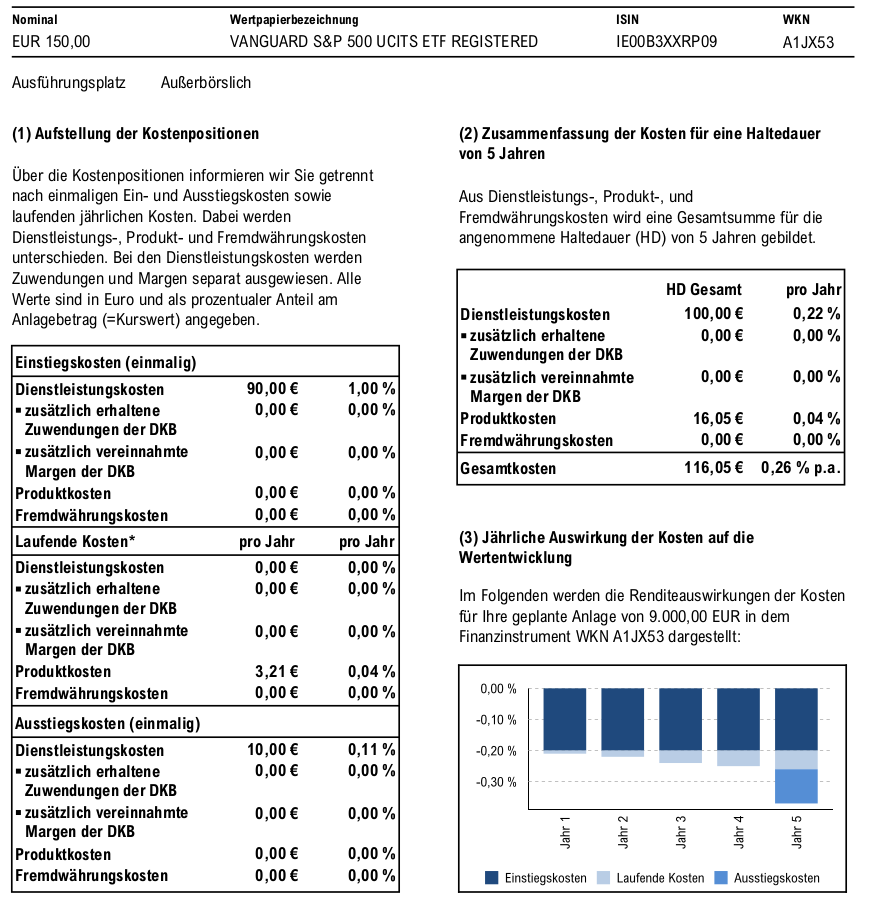 Nominal Wertpapierbezeichnung ISIN WKN
EUR 150,00 VANGUARD S&P 500 UCITS ETF REGISTERED IE00B3XXRP09 A1JX53
Ausführungsplatz Außerbörslich
(1) Aufstellung der Kostenpositionen
Über die Kostenpositionen informieren wir Sie getrennt
nach einmaligen Ein- und Ausstiegskosten sowie
laufenden jährlichen Kosten. Dabei werden
Dienstleistungs-, Produkt- und Fremdwährungskosten
unterschieden. Bei den Dienstleistungskosten werden
Zuwendungen und Margen separat ausgewiesen. Alle
Werte sind in Euro und als prozentualer Anteil am
Anlagebetrag (=Kurswert) angegeben.
Einstiegskosten (einmalig)
Dienstleistungskosten 90,00 € 1,00 %
▪ zusätzlich erhaltene 0,00 € 0,00 %
Zuwendungen der DKB
▪ zusätzlich vereinnahmte 0,00 € 0,00 %
Margen der DKB
Produktkosten 0,00 € 0,00 %
Fremdwährungskosten 0,00 € 0,00 %
Laufende Kosten* pro Jahr pro Jahr
Dienstleistungskosten 0,00 € 0,00 %
▪ zusätzlich erhaltene 0,00 € 0,00 %
Zuwendungen der DKB
▪ zusätzlich vereinnahmte 0,00 € 0,00 %
Margen der DKB
Produktkosten 3,21 € 0,04 %
Fremdwährungskosten 0,00 € 0,00 %
Ausstiegskosten (einmalig)
Dienstleistungskosten 10,00 € 0,11 %
▪ zusätzlich erhaltene 0,00 € 0,00 %
Zuwendungen der DKB
▪ zusätzlich vereinnahmte 0,00 € 0,00 %
Margen der DKB
Produktkosten 0,00 € 0,00 %
Fremdwährungskosten 0,00 € 0,00 %
(2) Zusammenfassung der Kosten für eine Haltedauer
von 5 Jahren
Aus Dienstleistungs-, Produkt-, und
Fremdwährungskosten wird eine Gesamtsumme für die
angenommene Haltedauer (HD) von 5 Jahren gebildet.
HD Gesamt pro Jahr
Dienstleistungskosten 100,00 € 0,22 %
▪ zusätzlich erhaltene 0,00 € 0,00 %
Zuwendungen der DKB
▪ zusätzlich vereinnahmte 0,00 € 0,00 %
Margen der DKB
Produktkosten 16,05 € 0,04 %
Fremdwährungskosten 0,00 € 0,00 %
Gesamtkosten 116,05 € 0,26 % p.a.
(3) Jährliche Auswirkung der Kosten auf die
Wertentwicklung
Im Folgenden werden die Renditeauswirkungen der Kosten
für Ihre geplante Anlage von 9.000,00 EUR in dem
Finanzinstrument WKN A1JX53 dargestellt:
0,00 %
-0,10 %
-0,20 %
-0,30 %
Jahr 1
Jahr 2
Jahr 3
Jahr 4
Jahr 5
Einstiegskosten Laufende Kosten Ausstiegskosten